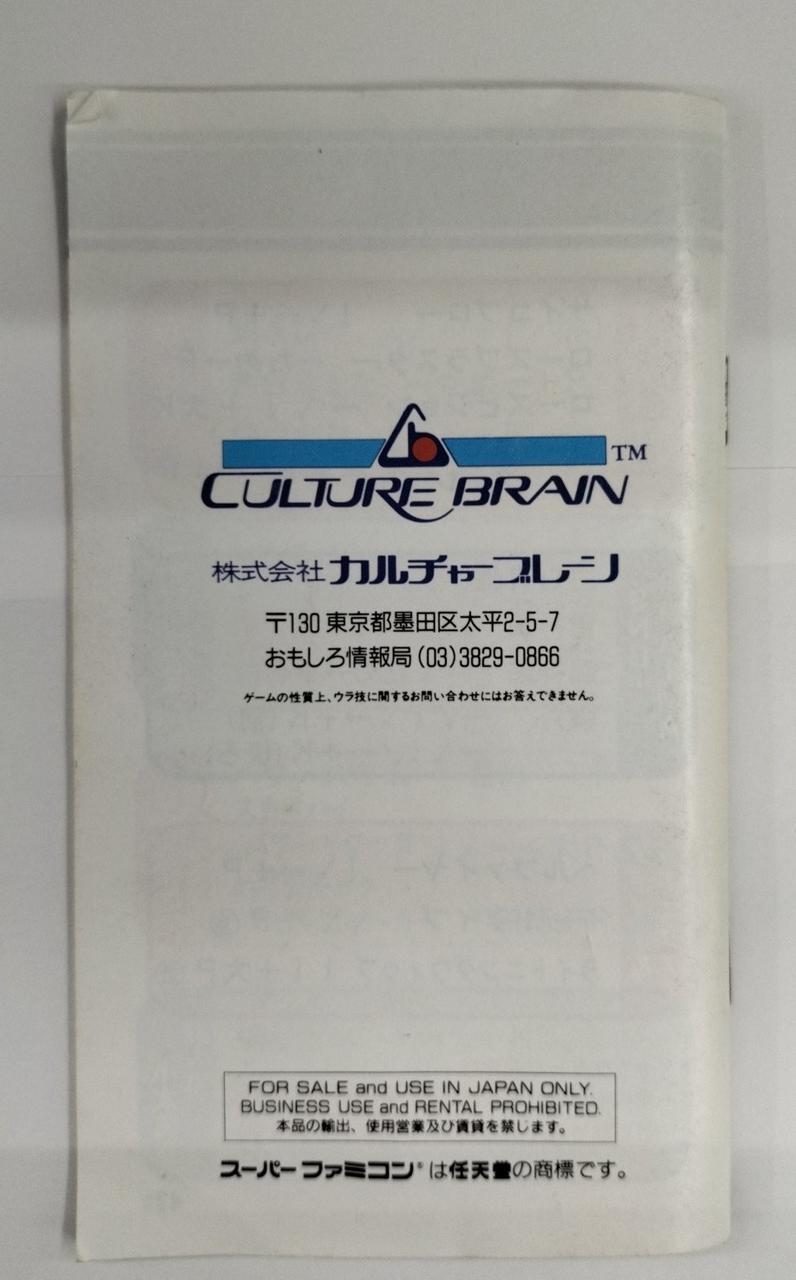 TM
CULTURE BRAIN
株式会社カルチャーブレーン
〒130 東京都墨田区太平2-5-7
おもしろ情報局(03)3829-0866
ゲームの性質上、ウラ技に関するお問い合わせにはお答えできません。
FOR SALE and USE IN JAPAN ONLY.
BUSINESS USE and RENTAL PROHIBITED.
本品の輸出、使用営業及び賃貸を禁じます。
スーパーファミコン®は任天堂の商標です。